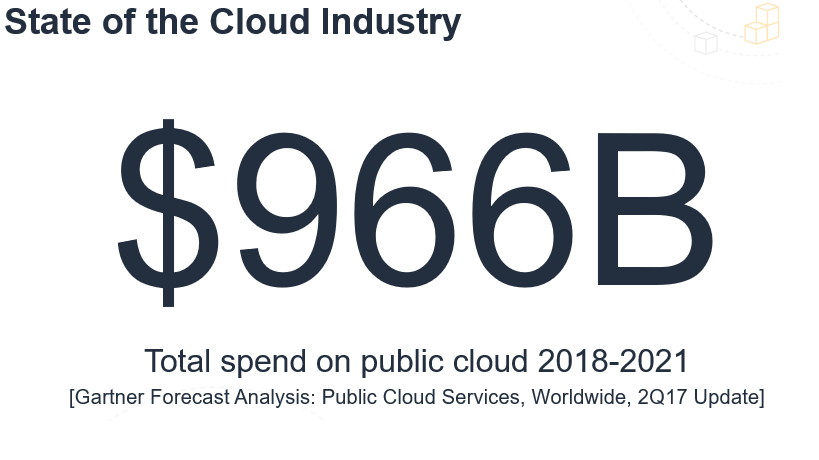 State of the Cloud Industry
$966B
Total spend on public cloud 2018-2021
[Gartner Forecast Analysis: Public Cloud Services, Worldwide, 2Q17 Update]